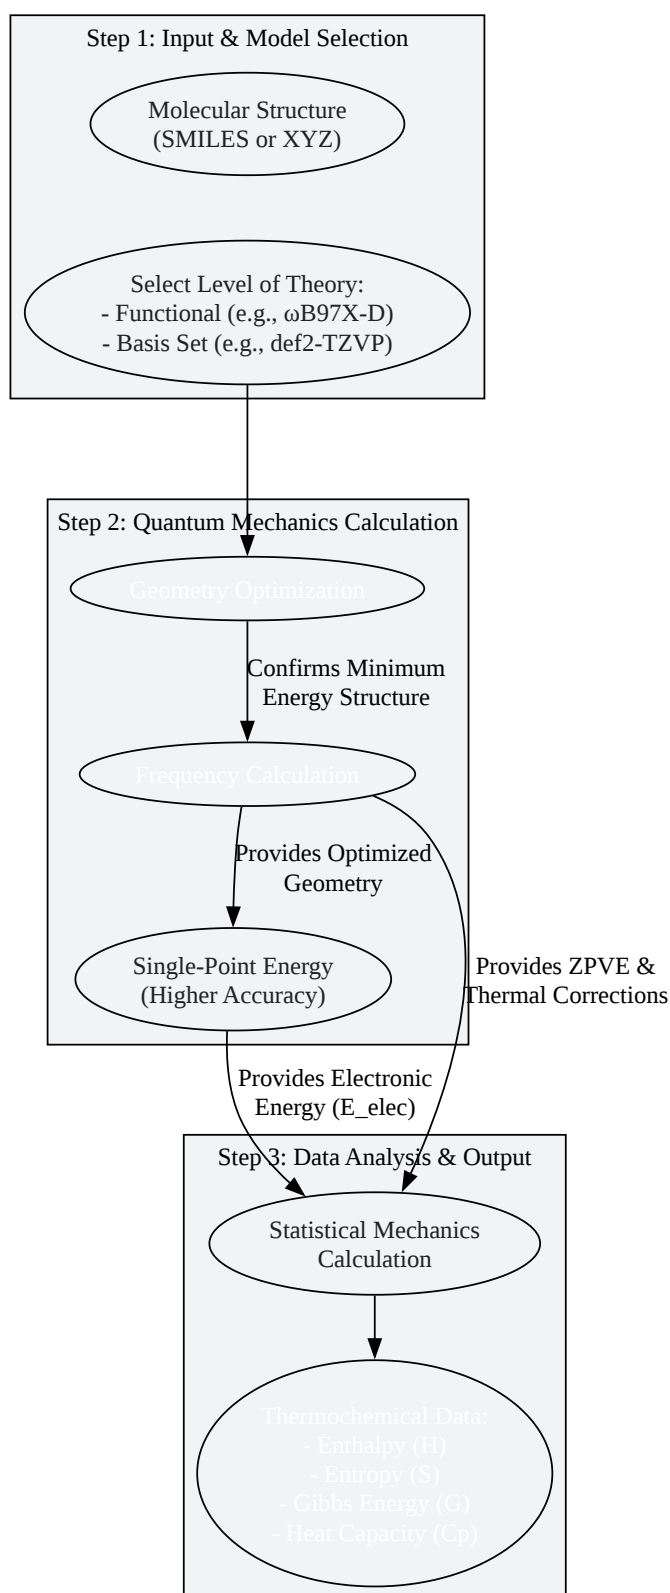 Step 1: Input & Model Selection
Molecular Structure
(SMILES or XYZ)
Select Level of Theory:
- Functional (e.g., ωB97X-D)
- Basis Set (e.g., def2-TZVP)
Step 2: Quantum Mechanics Calculation
Geometry Optimization
Confirms Minimum
Energy Structure
Frequency Calculation
Provides Optimized
Geometry
Single-Point Energy
(Higher Accuracy)
Provides ZPVE &
Thermal Corrections
Provides Electronic
Energy (E_elec)
Step 3: Data Analysis & Output
Statistical Mechanics
Calculation
Thermochemical Data:
- Enthalpy (H)
- Entropy (S)
- Gibbs Energy (G)
- Heat Capacity (Cp)